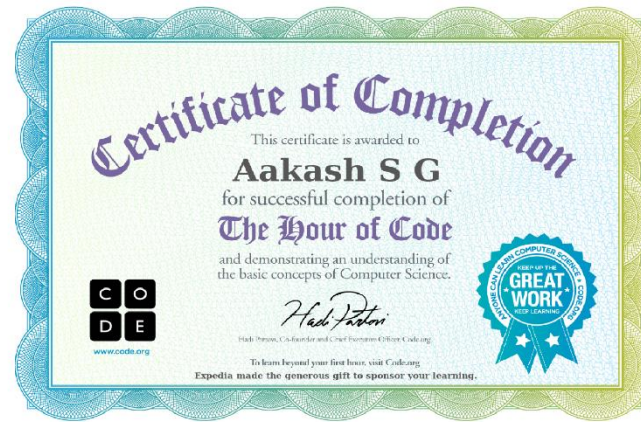 Certificate of Completion
This certificate is awarded to
Aakash S G
for successful completion of
The Hour of Code
and demonstrating an understanding of
the basic concepts of Computer Science.
C O
D E
www.code.org
Hadi Partovi
Hadi Partovi, Co-founder and Chief Executive Officer, Code.org
To learn beyond your first hour, visit Code.org
Expedia made the generous gift to sponsor your learning.
ANYONE CAN LEARN COMPUTER SCIENCE
CODE.ORG
KEEP UP THE
GREAT
WORK
KEEP LEARNING